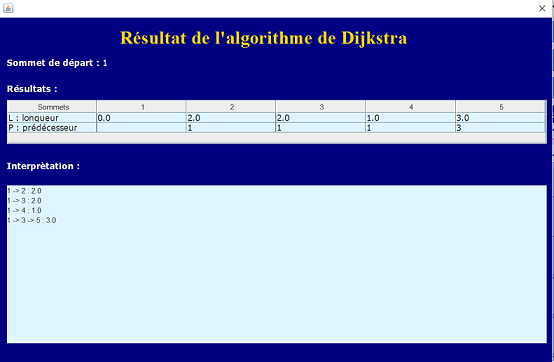 Résultat de l'algorithme de Dijkstra
Sommet de départ : 1
Résultats :
Sommets 1 2 3 4 5
L : longueur 0.0 2.0 2.0 1.0 3.0
P : prédécesseur 1 1 1 3
Interprètation :
1 -> 2 : 2.0
1 -> 3 : 2.0
1 -> 4 : 1.0
1 -> 3 -> 5 : 3.0